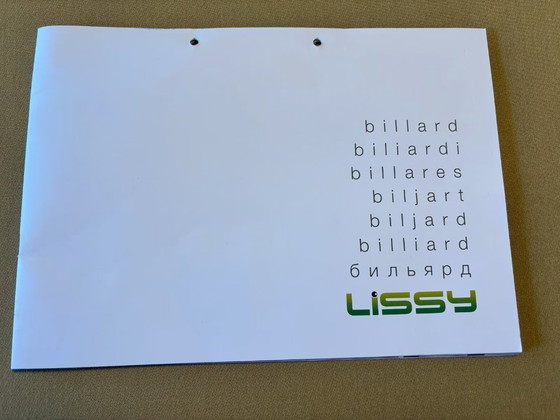 billard
biliardi
billares
biljart
biljard
billiard
бильярд
LiSSY